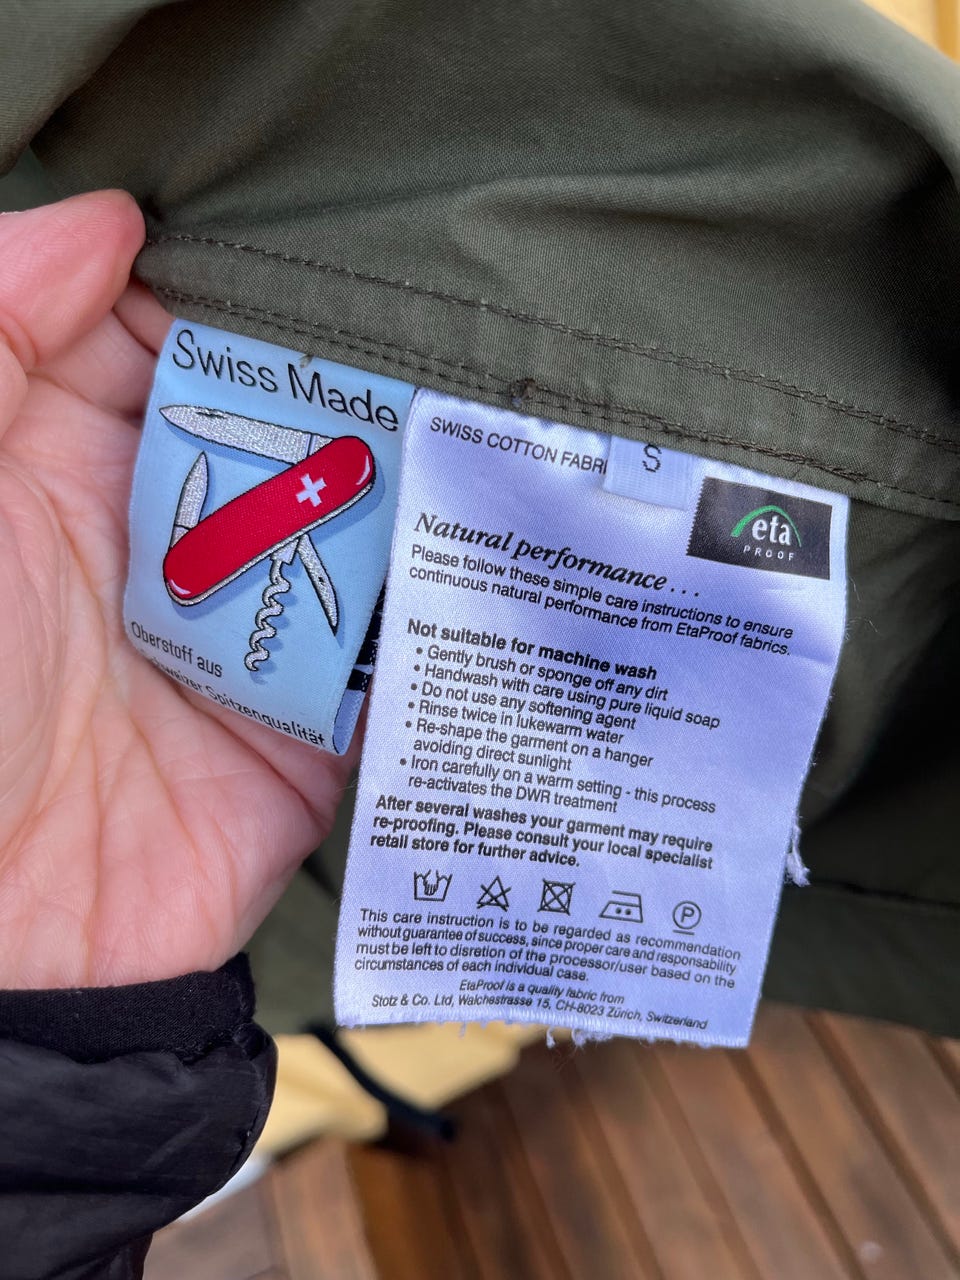 Swiss Made
Oberstoff aus
Spitzenqualität
SWISS COTTON FABRI
S
eta
PROOF
Natural performance . . .
Please follow these simple care instructions to ensure
continuous natural performance from EtaProof fabrics.
Not suitable for machine wash
• Gently brush or sponge off any dirt
• Handwash with care using pure liquid soap
• Do not use any softening agent
• Rinse twice in lukewarm water
• Re-shape the garment on a hanger
avoiding direct sunlight
• Iron carefully on a warm setting - this process
re-activates the DWR treatment
After several washes your garment may require
re-proofing. Please consult your local specialist
retail store for further advice.
P
This care instruction is to be regarded as recommendation
without guarantee of success, since proper care and responsability
must be left to discretion of the processor/user based on the
circumstances of each individual case.
EtaProof is a quality fabric from
Stotz & Co. Ltd, Walchestrasse 15, CH-8023 Zürich, Switzerland